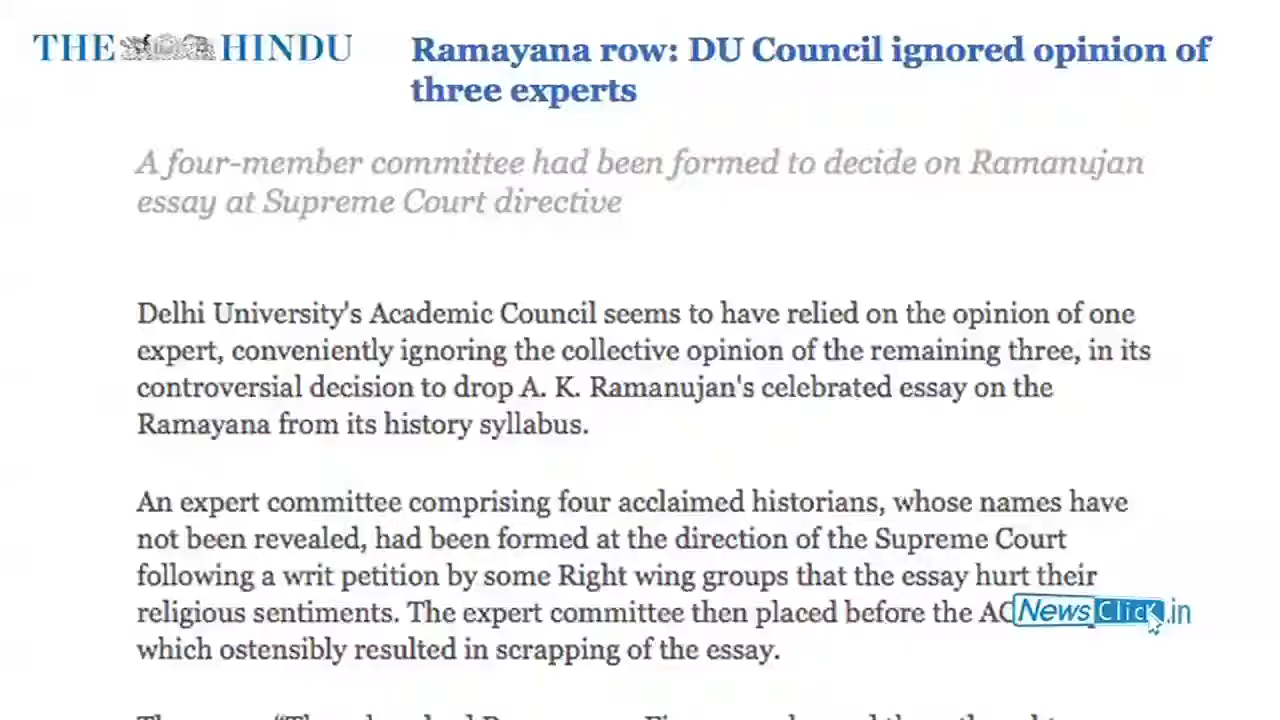 THE HINDU
Ramayana row: DU Council ignored opinion of
three experts
A four-member committee had been formed to decide on Ramanujan
essay at Supreme Court directive
Delhi University's Academic Council seems to have relied on the opinion of one
expert, conveniently ignoring the collective opinion of the remaining three, in its
controversial decision to drop A. K. Ramanujan's celebrated essay on the
Ramayana from its history syllabus.
An expert committee comprising four acclaimed historians, whose names have
not been revealed, had been formed at the direction of the Supreme Court
following a writ petition by some Right wing groups that the essay hurt their
religious sentiments. The expert committee then placed before the AC
NewsClick.in
which ostensibly resulted in scrapping of the essay.